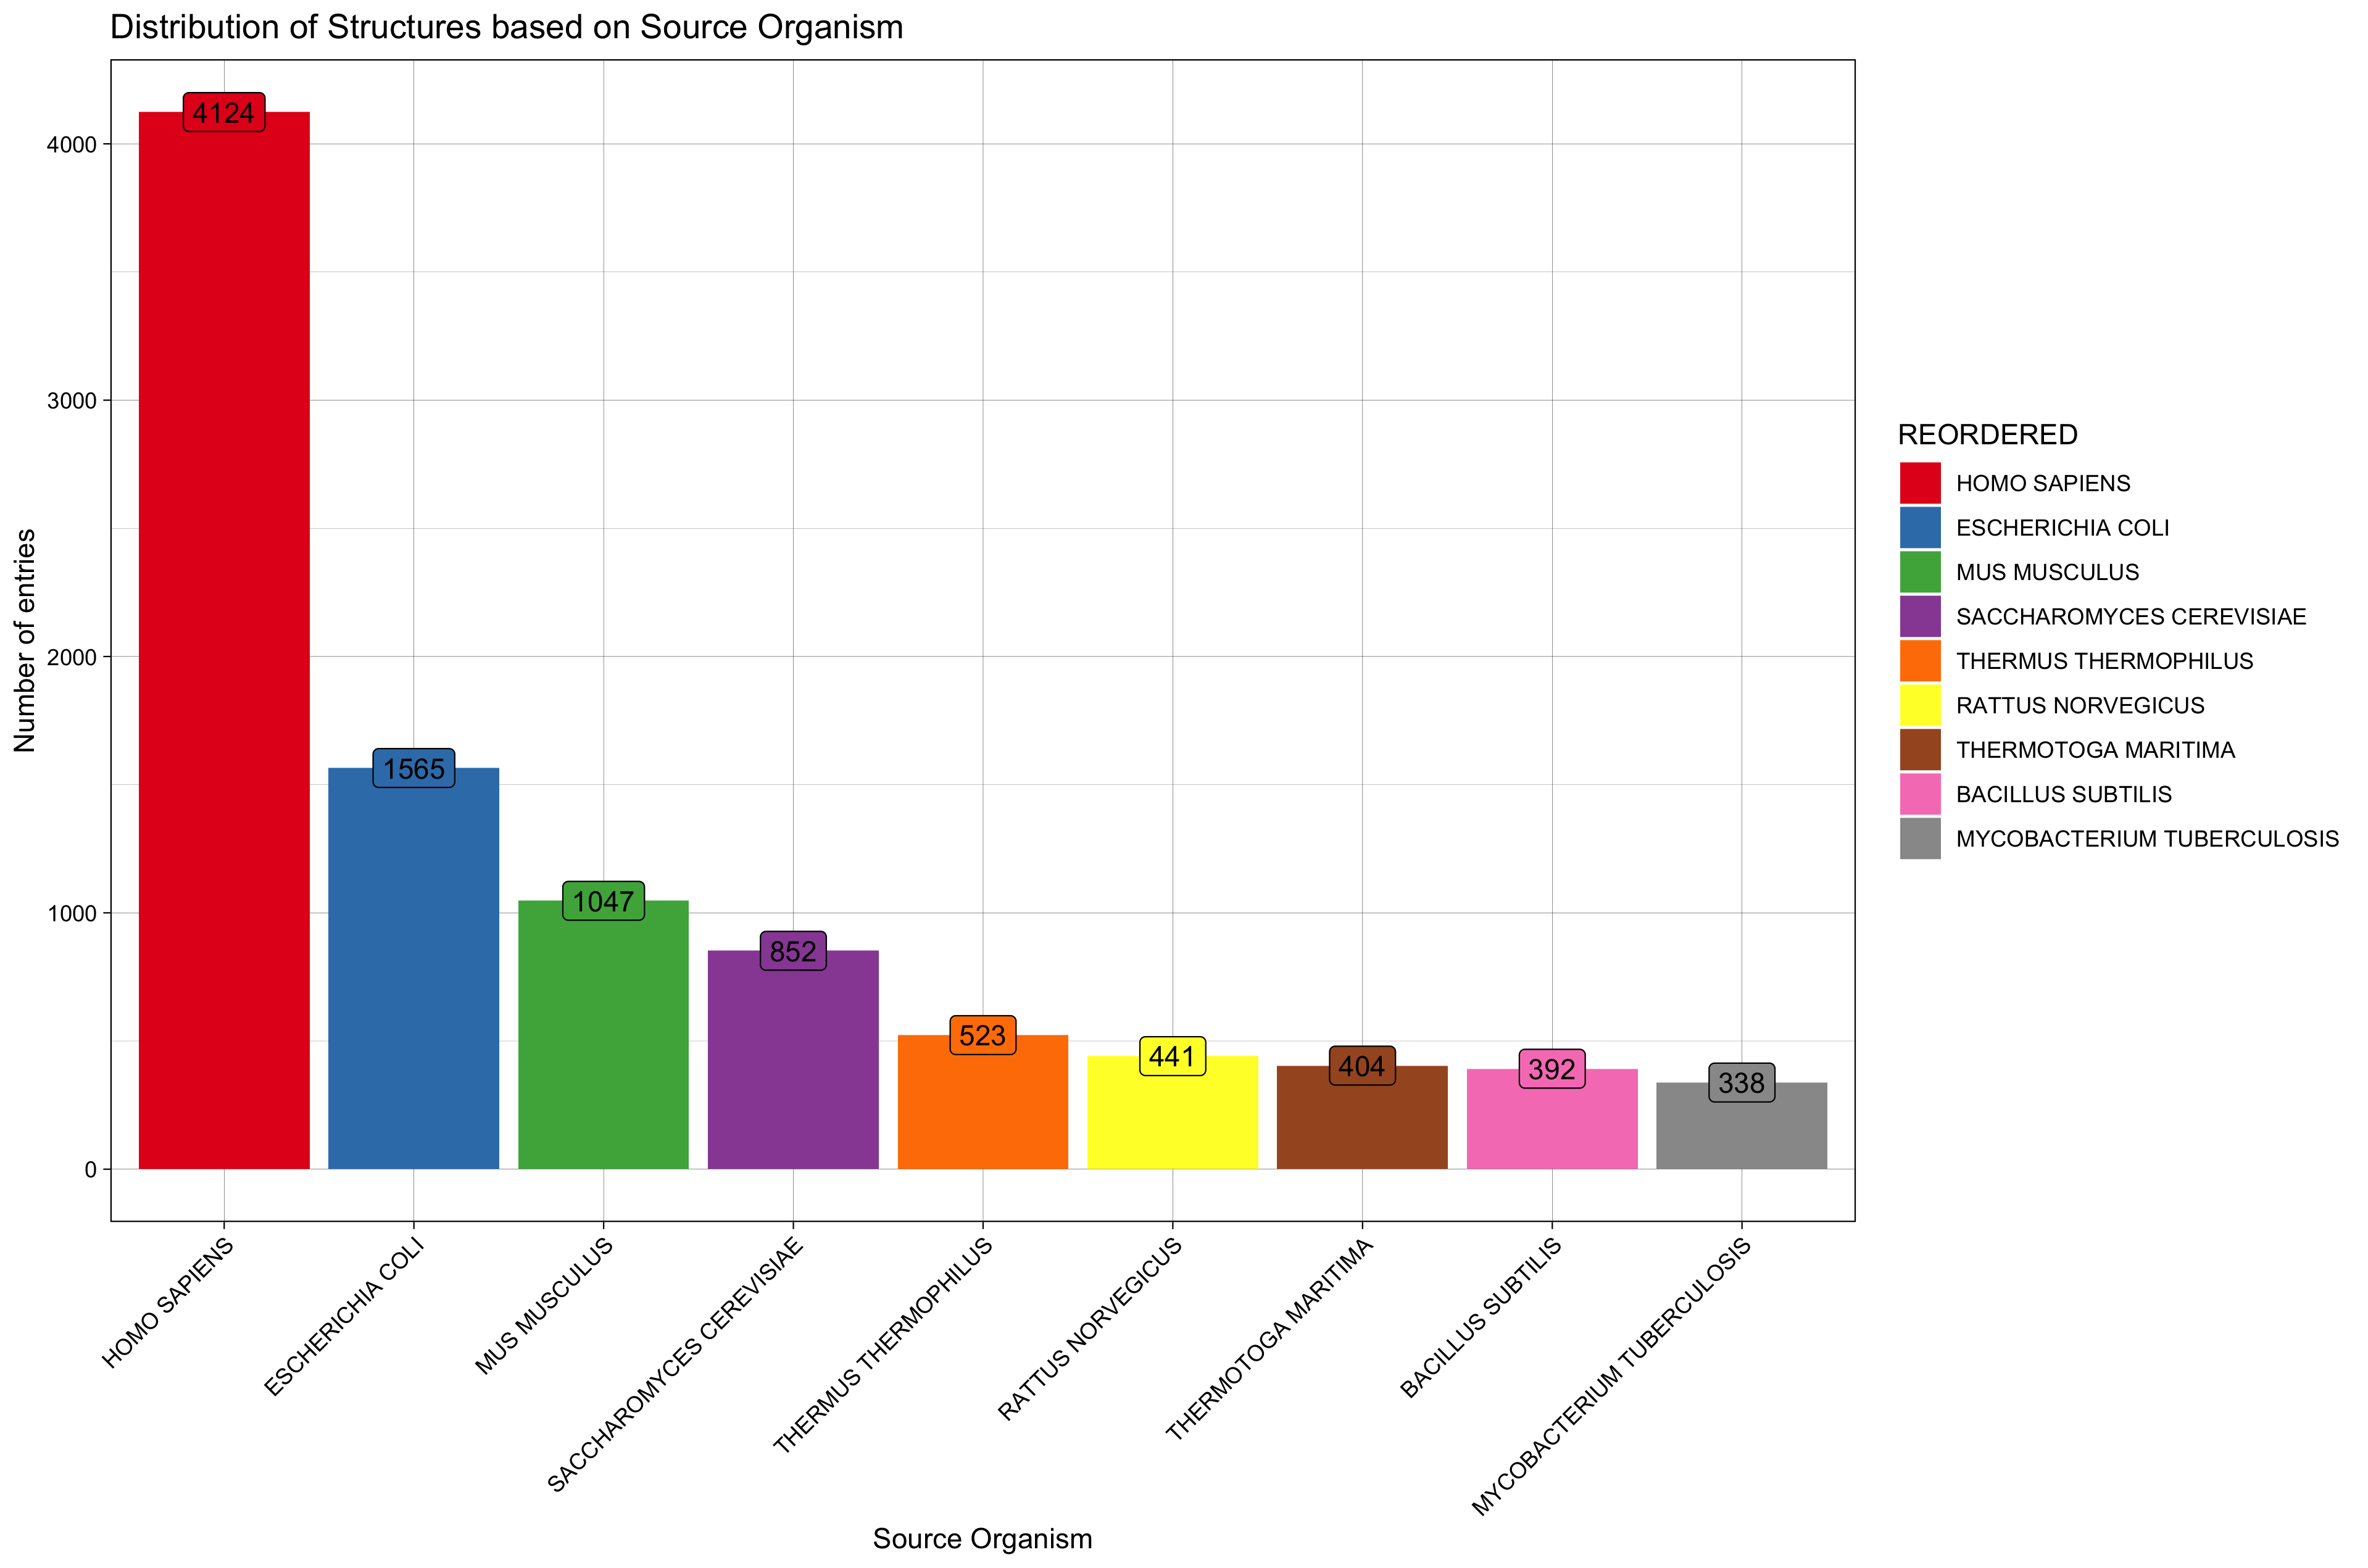 Distribution of Structures based on Source Organism
Number of entries
4000
3000
2000
1000
0
4124
1565
1047
852
523
441
404
392
338
HOMO SAPIENS
ESCHERICHIA COLI
MUS MUSCULUS
SACCHAROMYCES CEREVISIAE
THERMUS THERMOPHILUS
RATTUS NORVEGICUS
THERMOTOGA MARITIMA
BACILLUS SUBTILIS
MYCOBACTERIUM TUBERCULOSIS
Source Organism
REORDERED
HOMO SAPIENS
ESCHERICHIA COLI
MUS MUSCULUS
SACCHAROMYCES CEREVISIAE
THERMUS THERMOPHILUS
RATTUS NORVEGICUS
THERMOTOGA MARITIMA
BACILLUS SUBTILIS
MYCOBACTERIUM TUBERCULOSIS